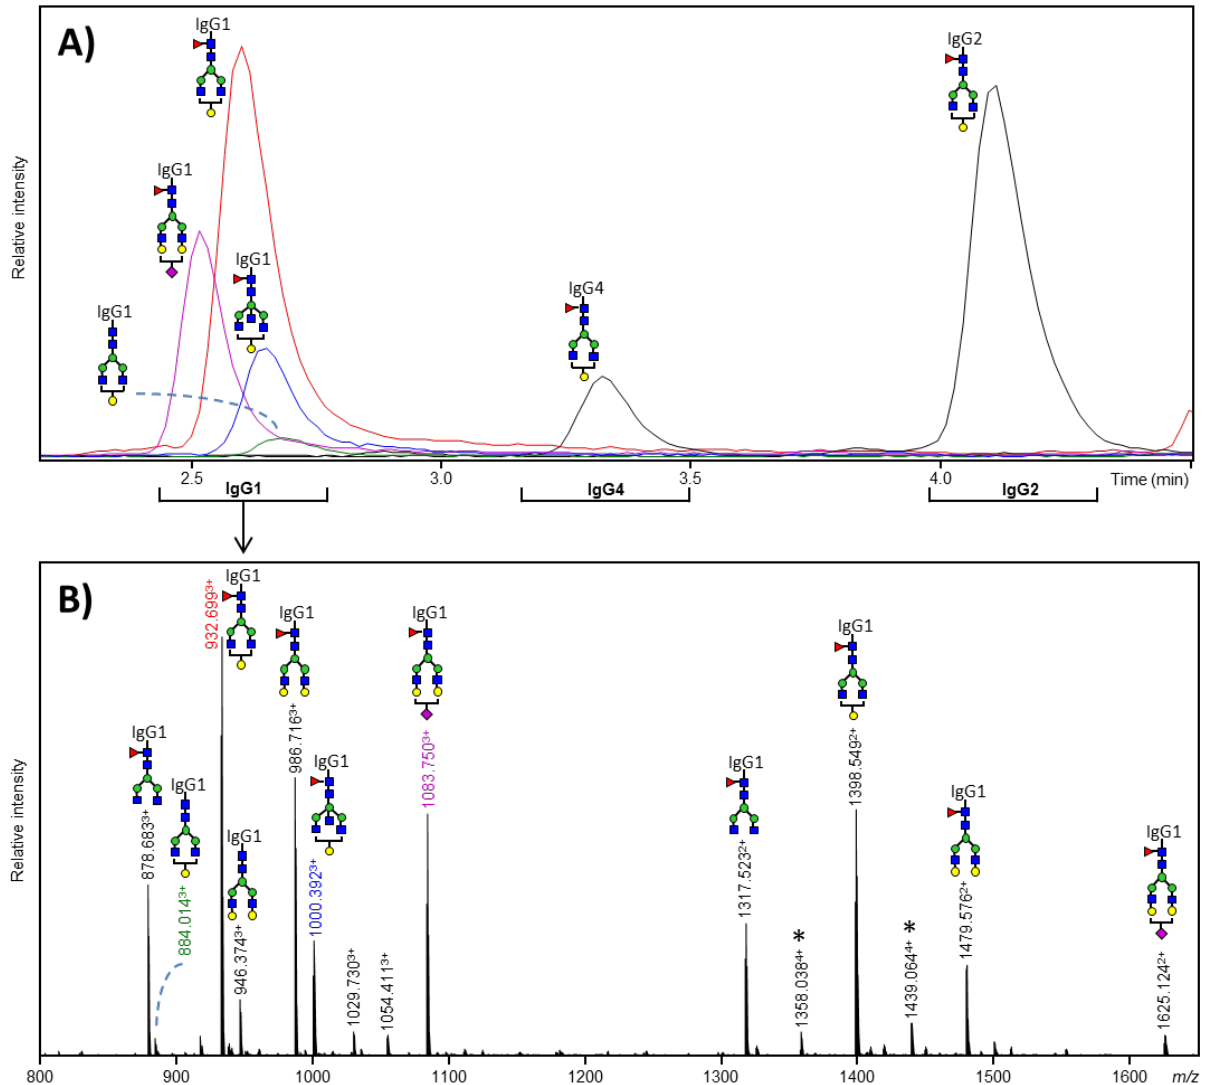 A)
IgG1
IgG2
IgG1
IgG1
IgG4
IgG1
Relative intensity
2.5
3.0
3.5
4.0
Time (min)
IgG1
IgG4
IgG2
B)
932.699³⁺
IgG1
IgG1
IgG1
IgG1
IgG1
IgG1
IgG1
IgG1
IgG1
IgG1
IgG1
878.683³⁺
884.014³⁺
946.374³⁺
986.716³⁺
1000.392³⁺
1029.730³⁺
1054.411³⁺
1083.750³⁺
1317.523²⁺
*
1358.038⁴⁺
1398.549²⁺
*
1439.064⁴⁺
1479.576²⁺
1625.124²⁺
Relative intensity
800
900
1000
1100
1200
1300
1400
1500
1600
m/z